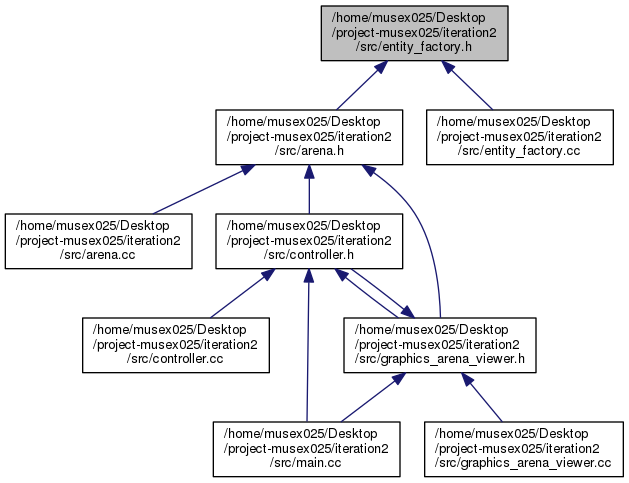 /home/musex025/Desktop
/project-musex025/iteration2
/src/entity_factory.h
/home/musex025/Desktop
/project-musex025/iteration2
/src/arena.h
/home/musex025/Desktop
/project-musex025/iteration2
/src/entity_factory.cc
/home/musex025/Desktop
/project-musex025/iteration2
/src/arena.cc
/home/musex025/Desktop
/project-musex025/iteration2
/src/controller.h
/home/musex025/Desktop
/project-musex025/iteration2
/src/controller.cc
/home/musex025/Desktop
/project-musex025/iteration2
/src/graphics_arena_viewer.h
/home/musex025/Desktop
/project-musex025/iteration2
/src/main.cc
/home/musex025/Desktop
/project-musex025/iteration2
/src/graphics_arena_viewer.cc